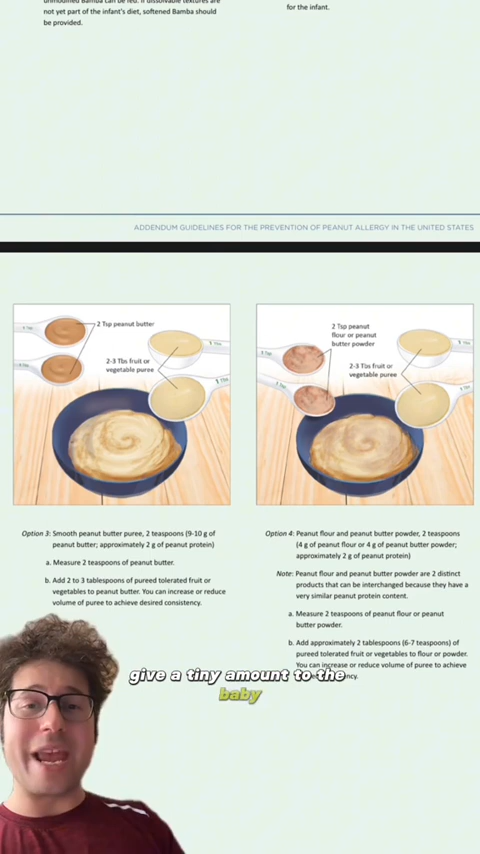 unmodified Bamba can be fed. If dissolvable textures are
not yet part of the infant's diet, softened Bamba should
be provided.
for the infant.
ADDENDUM GUIDELINES FOR THE PREVENTION OF PEANUT ALLERGY IN THE UNITED STATES
2 Tsp peanut butter
2-3 Tbs fruit or
vegetable puree
2 Tsp peanut
flour or peanut
butter powder
2-3 Tbs fruit or
vegetable puree
Option 3: Smooth peanut butter puree, 2 teaspoons (9-10 g of
peanut butter; approximately 2 g of peanut protein)
a. Measure 2 teaspoons of peanut butter.
b. Add 2 to 3 tablespoons of pureed tolerated fruit or
vegetables to peanut butter. You can increase or reduce
volume of puree to achieve desired consistency.
Option 4: Peanut flour and peanut butter powder, 2 teaspoons
(4 g of peanut flour or 4 g of peanut butter powder;
approximately 2 g of peanut protein)
Note: Peanut flour and peanut butter powder are 2 distinct
products that can be interchanged because they have a
very similar peanut protein content.
a. Measure 2 teaspoons of peanut flour or peanut
butter powder.
b. Add approximately 2 tablespoons (6-7 teaspoons) of
pureed tolerated fruit or vegetables to flour or powder.
You can increase or reduce volume of puree to achieve
give a tiny amount to the
baby